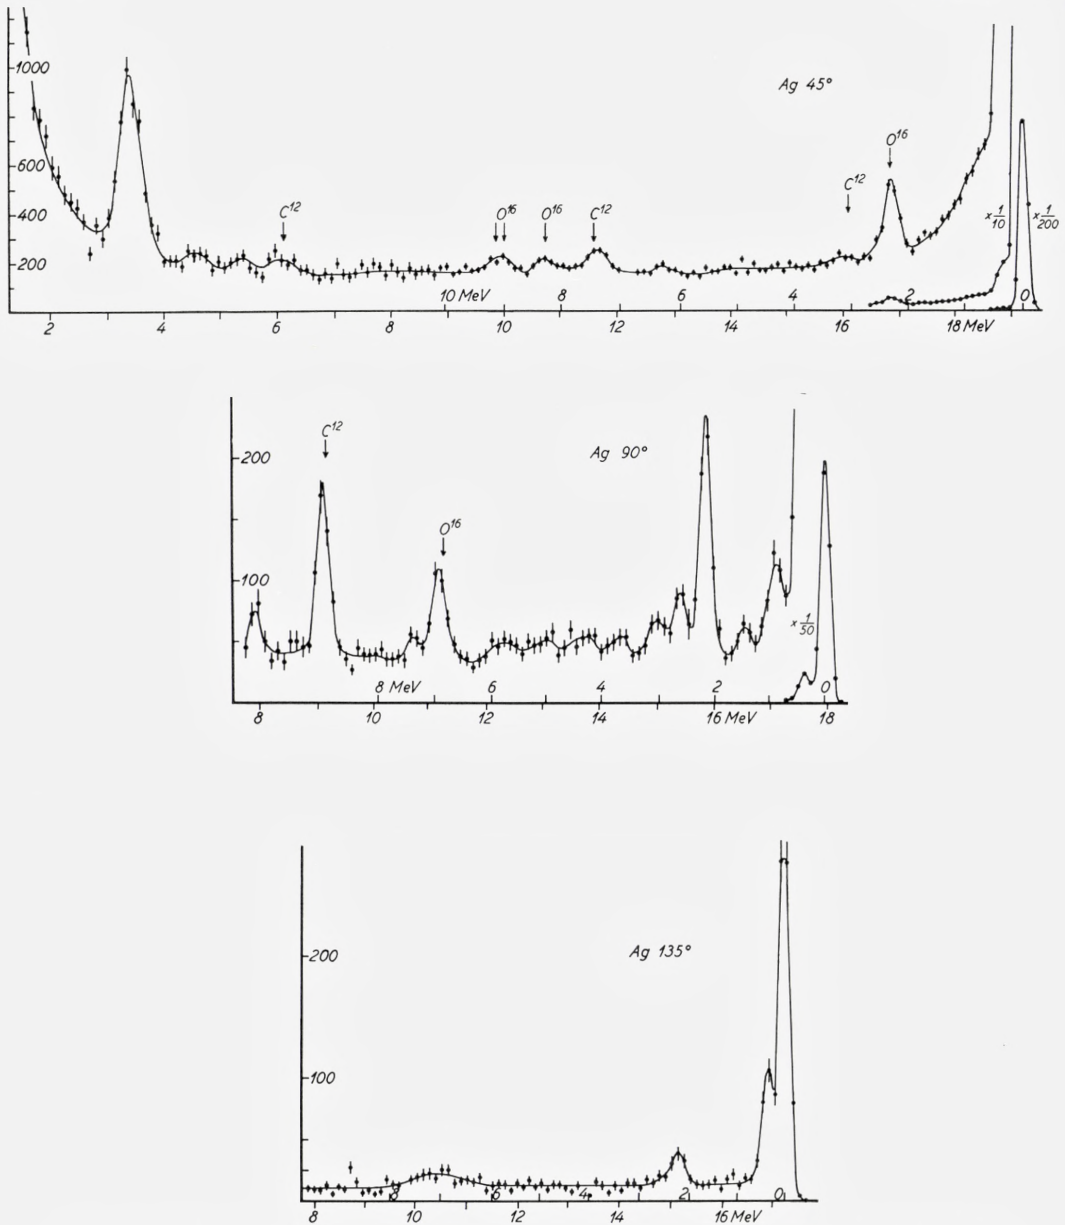 1000
Ag 45°
O¹⁶
600
C¹²
400
C¹² O¹⁶ O¹⁶ C¹²
×1/10 ×1/200
200
10 MeV 8 6 4 2 0
2 4 6 8 10 12 14 16 18 MeV
C¹²
200
Ag 90°
O¹⁶
100
×1/50
8 MeV 6 4 2 0
8 10 12 14 16 MeV 18
200
Ag 135°
100
8 6 4 2 0
8 10 12 14 16 MeV